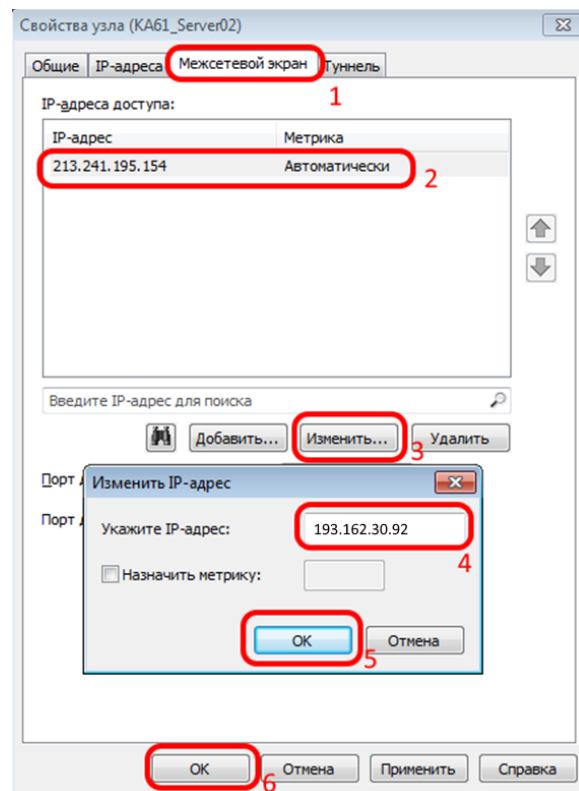 Свойства узла (KA61_Server02)
Общие IP-адреса Межсетевой экран Туннель
1
IP-адреса доступа:
IP-адрес Метрика
213.241.195.154 Автоматически
2
Введите IP-адрес для поиска
Добавить... Изменить... Удалить
3
Порт
Изменить IP-адрес
Порт
Укажите IP-адрес: 193.162.30.92
4
Назначить метрику:
OK Отмена
5
OK Отмена Применить Справка
6